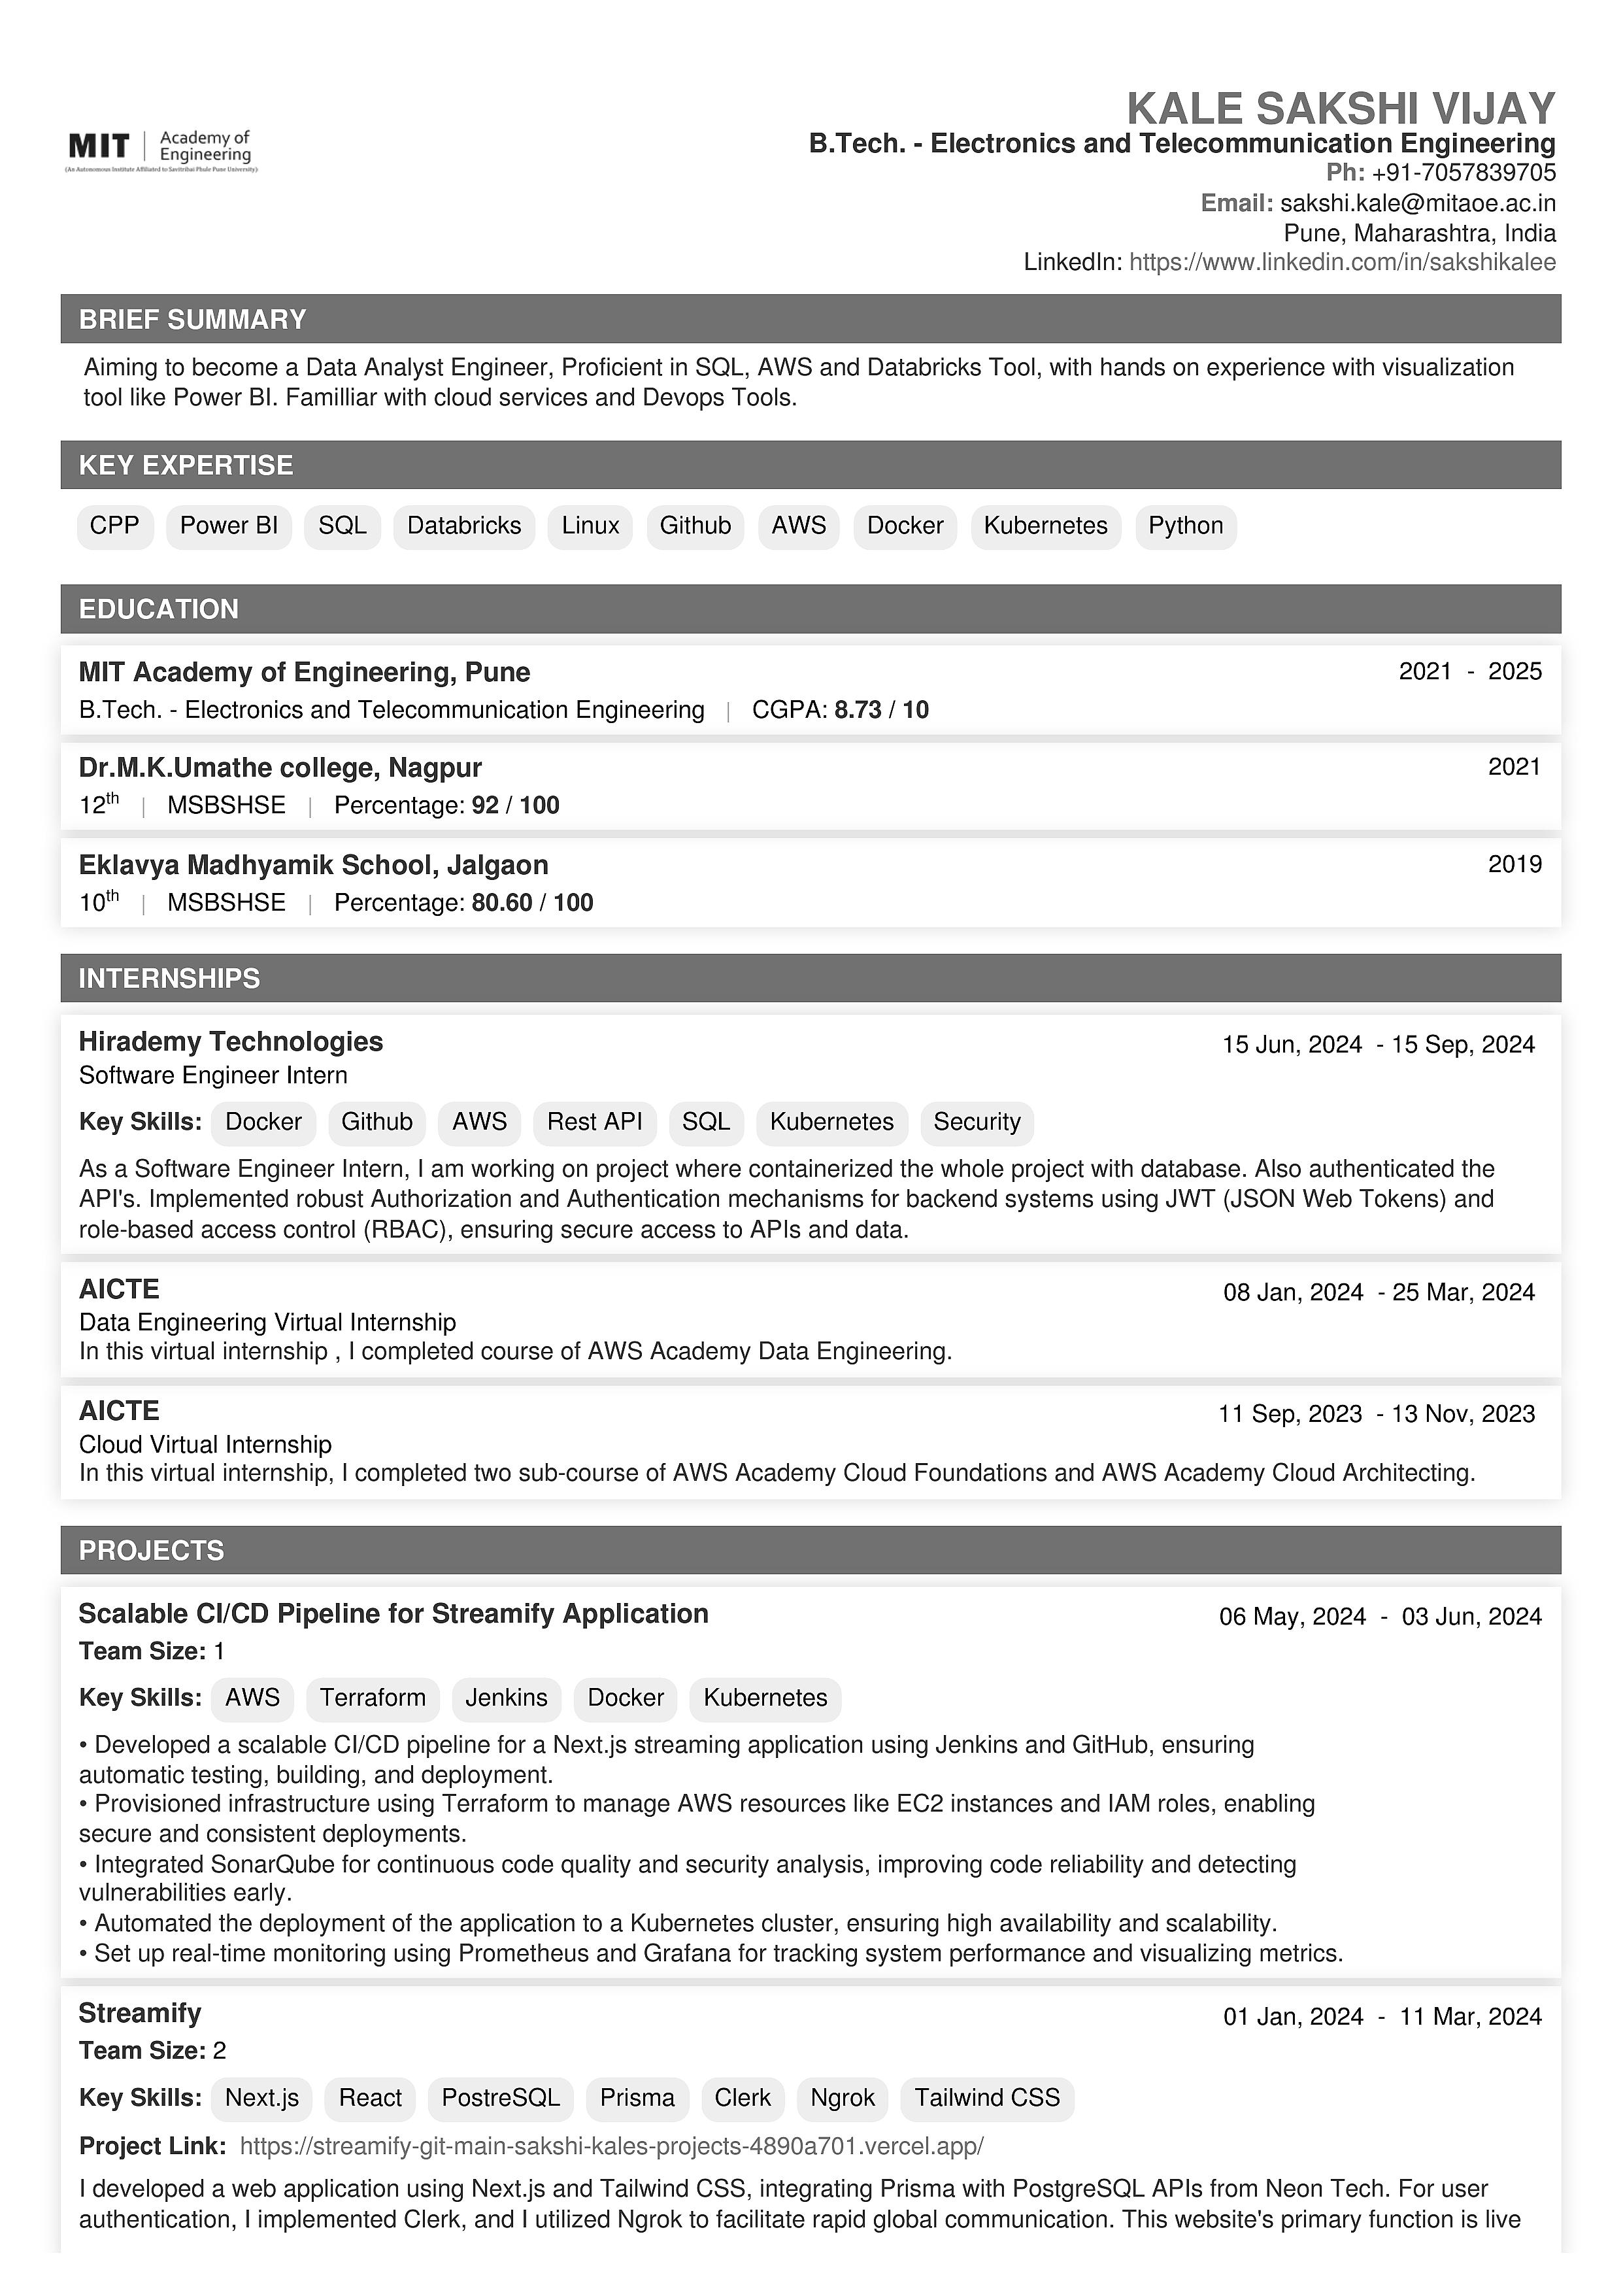 MIT | Academy of
Engineering
(An Autonomous Institute Affiliated to Savitribai Phule Pune University)
KALE SAKSHI VIJAY
B.Tech. - Electronics and Telecommunication Engineering
Ph: +91-7057839705
Email: sakshi.kale@mitaoe.ac.in
Pune, Maharashtra, India
LinkedIn: https://www.linkedin.com/in/sakshikalee
BRIEF SUMMARY
Aiming to become a Data Analyst Engineer, Proficient in SQL, AWS and Databricks Tool, with hands on experience with visualization
tool like Power BI. Familliar with cloud services and Devops Tools.
KEY EXPERTISE
CPP Power BI SQL Databricks Linux Github AWS Docker Kubernetes Python
EDUCATION
MIT Academy of Engineering, Pune 2021 - 2025
B.Tech. - Electronics and Telecommunication Engineering | CGPA: 8.73 / 10
Dr.M.K.Umathe college, Nagpur 2021
12th | MSBSHSE | Percentage: 92 / 100
Eklavya Madhyamik School, Jalgaon 2019
10th | MSBSHSE | Percentage: 80.60 / 100
INTERNSHIPS
Hirademy Technologies 15 Jun, 2024 - 15 Sep, 2024
Software Engineer Intern
Key Skills: Docker Github AWS Rest API SQL Kubernetes Security
As a Software Engineer Intern, I am working on project where containerized the whole project with database. Also authenticated the
API's. Implemented robust Authorization and Authentication mechanisms for backend systems using JWT (JSON Web Tokens) and
role-based access control (RBAC), ensuring secure access to APIs and data.
AICTE 08 Jan, 2024 - 25 Mar, 2024
Data Engineering Virtual Internship
In this virtual internship , I completed course of AWS Academy Data Engineering.
AICTE 11 Sep, 2023 - 13 Nov, 2023
Cloud Virtual Internship
In this virtual internship, I completed two sub-course of AWS Academy Cloud Foundations and AWS Academy Cloud Architecting.
PROJECTS
Scalable CI/CD Pipeline for Streamify Application 06 May, 2024 - 03 Jun, 2024
Team Size: 1
Key Skills: AWS Terraform Jenkins Docker Kubernetes
• Developed a scalable CI/CD pipeline for a Next.js streaming application using Jenkins and GitHub, ensuring
automatic testing, building, and deployment.
• Provisioned infrastructure using Terraform to manage AWS resources like EC2 instances and IAM roles, enabling
secure and consistent deployments.
• Integrated SonarQube for continuous code quality and security analysis, improving code reliability and detecting
vulnerabilities early.
• Automated the deployment of the application to a Kubernetes cluster, ensuring high availability and scalability.
• Set up real-time monitoring using Prometheus and Grafana for tracking system performance and visualizing metrics.
Streamify 01 Jan, 2024 - 11 Mar, 2024
Team Size: 2
Key Skills: Next.js React PostreSQL Prisma Clerk Ngrok Tailwind CSS
Project Link: https://streamify-git-main-sakshi-kales-projects-4890a701.vercel.app/
I developed a web application using Next.js and Tailwind CSS, integrating Prisma with PostgreSQL APIs from Neon Tech. For user
authentication, I implemented Clerk, and I utilized Ngrok to facilitate rapid global communication. This website's primary function is live